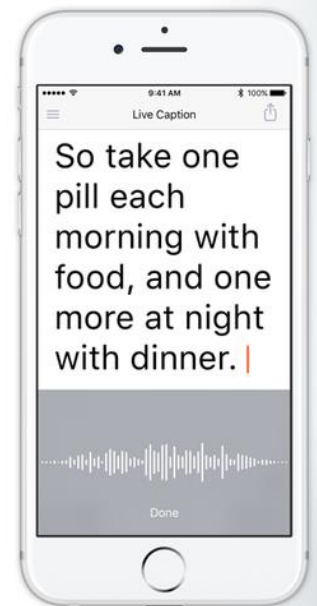 9:41 AM 100%
Live Caption
So take one
pill each
morning with
food, and one
more at night
with dinner.
Done